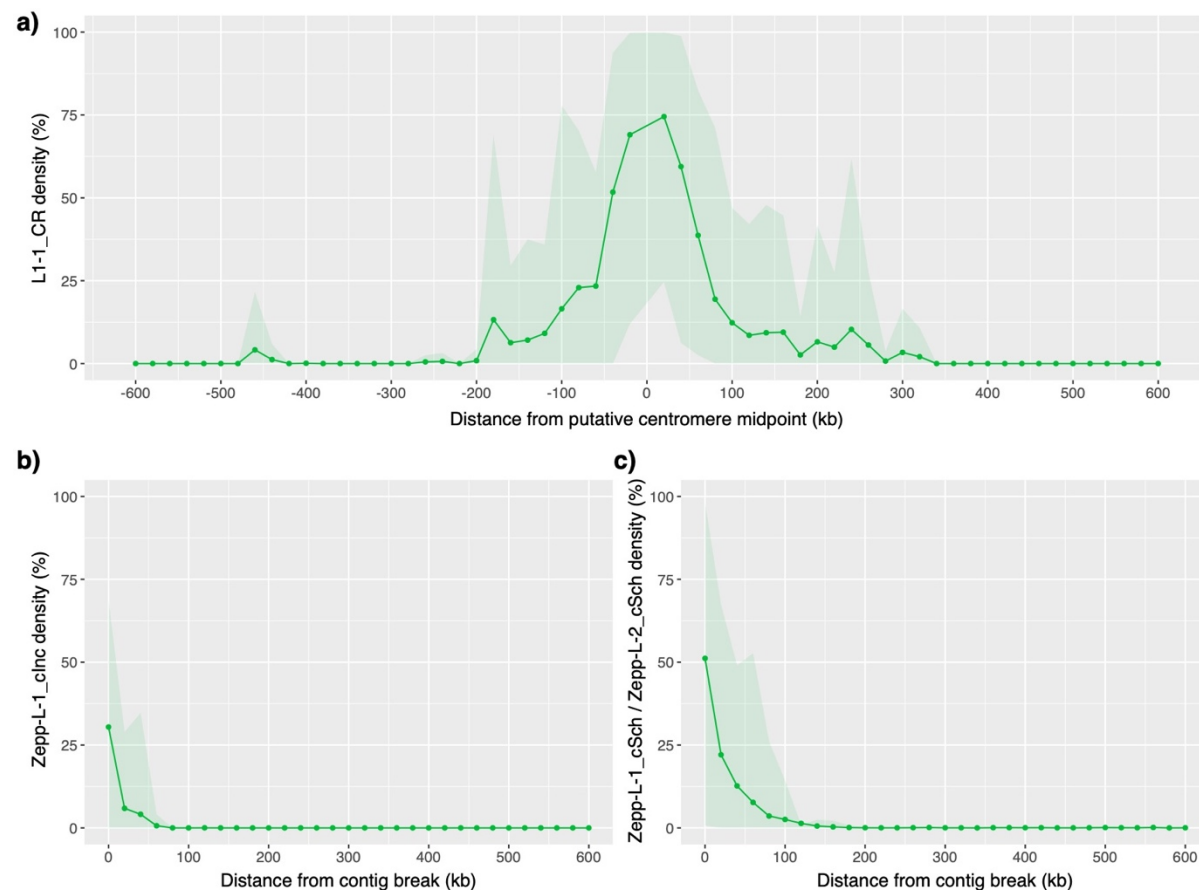 a)
L1-1_CR density (%)
100
75
50
25
0
-600 -500 -400 -300 -200 -100 0 100 200 300 400 500 600
Distance from putative centromere midpoint (kb)
b)
Zepp-L-1_cInc density (%)
100
75
50
25
0
0 100 200 300 400 500 600
Distance from contig break (kb)
c)
Zepp-L-1_cSch / Zepp-L-2_cSch density (%)
100
75
50
25
0
0 100 200 300 400 500 600
Distance from contig break (kb)